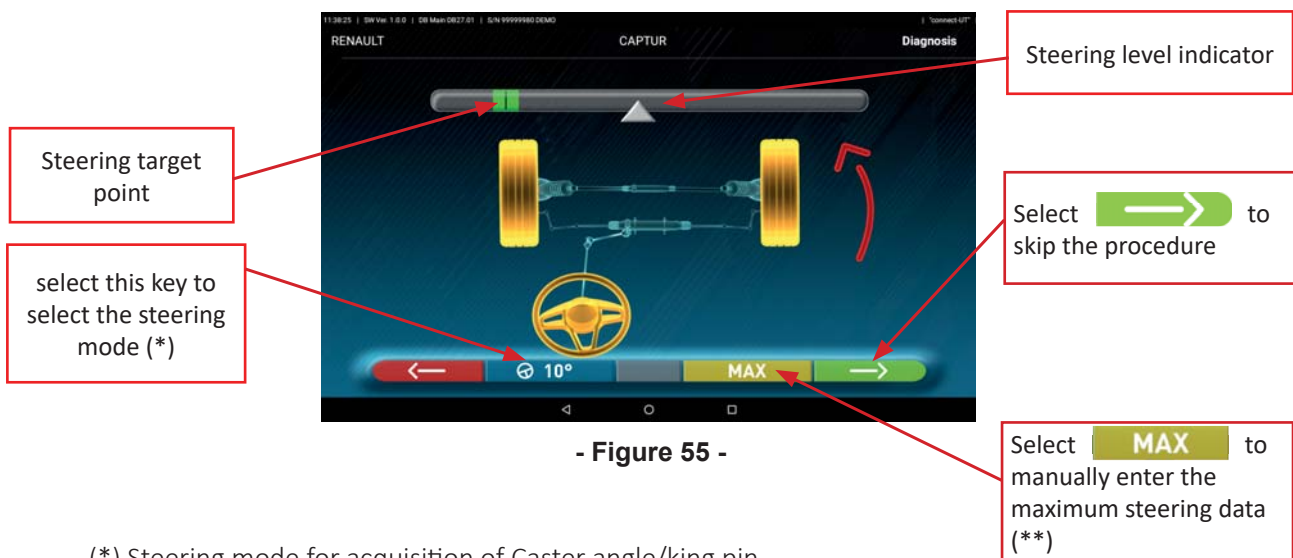 11:38:25 | SW Ver. 1.0.0 | DB Main DB27.01 | S/N 99999980 DEMO | "connect-UT"
RENAULT CAPTUR Diagnosis
Steering level indicator
Steering target
point
Select to
skip the procedure
select this key to
select the steering
mode (*)
10° MAX
- Figure 55 -
Select MAX to
manually enter the
maximum steering data
(**)
(*) Steering mode for acquisition of Caster angle/king pin